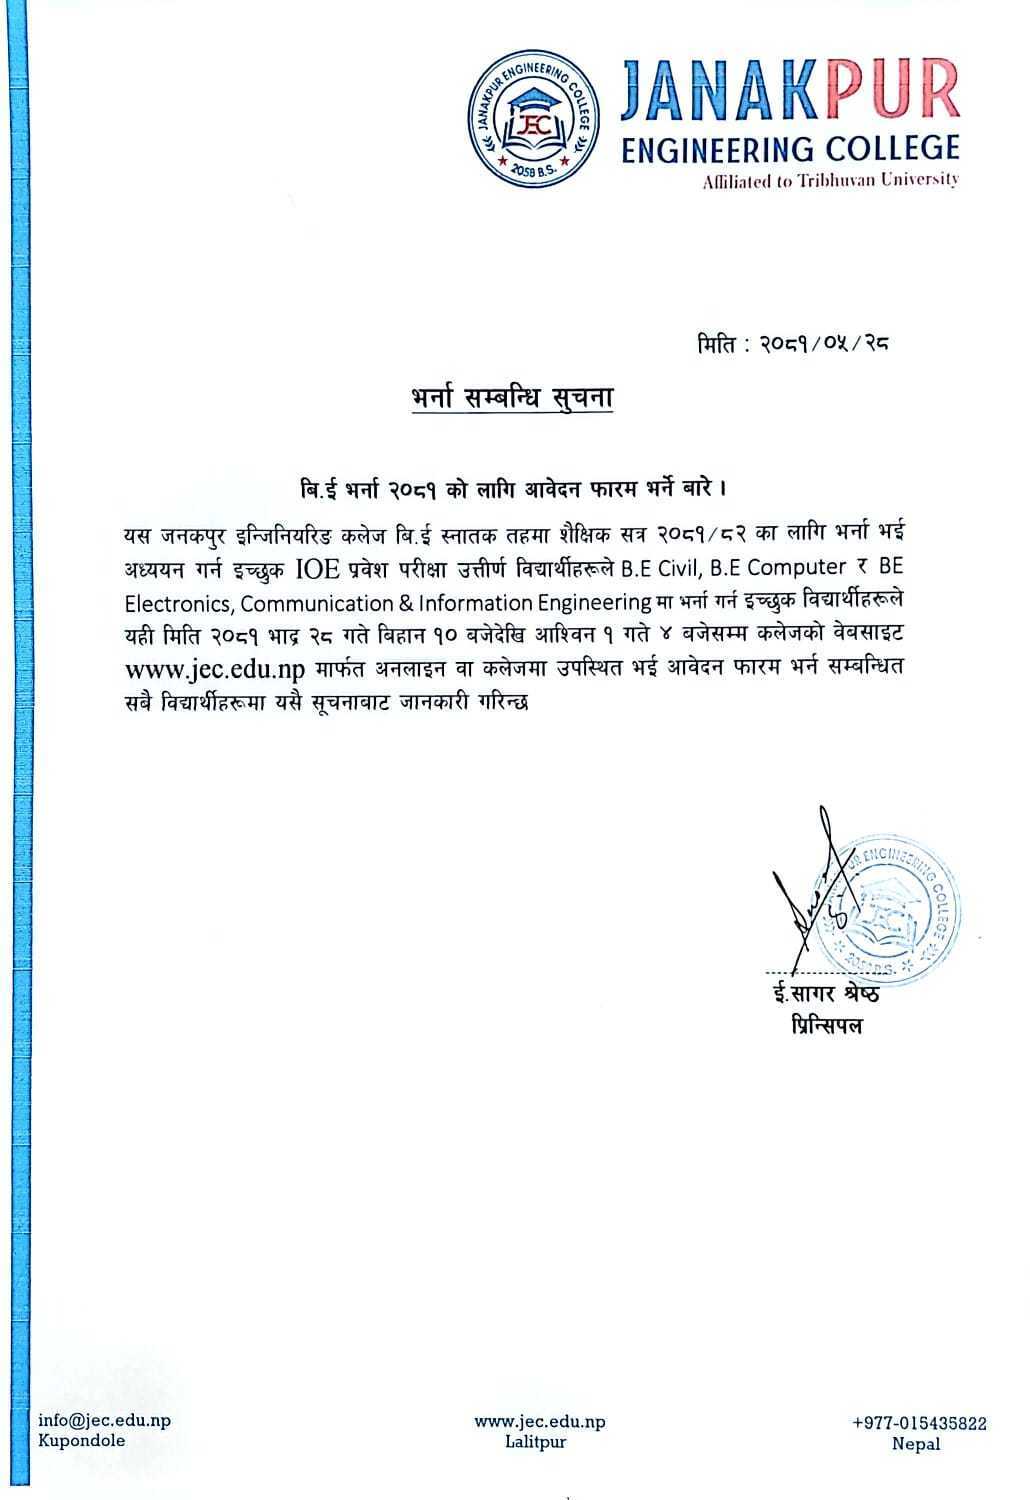 JANAKPUR ENGINEERING COLLEGE
JEC
2058 B.S.
JANAKPUR
ENGINEERING COLLEGE
Affiliated to Tribhuvan University
मिति : २०८१/०५/२८
भर्ना सम्बन्धि सुचना
बि.ई भर्ना २०८१ को लागि आवेदन फारम भर्ने बारे ।
यस जनकपुर इन्जिनियरिङ कलेज बि.ई स्नातक तहमा शैक्षिक सत्र २०८१/८२ का लागि भर्ना भई
अध्ययन गर्न इच्छुक IOE प्रवेश परीक्षा उत्तीर्ण विद्यार्थीहरूले B.E Civil, B.E Computer र BE
Electronics, Communication & Information Engineering मा भर्ना गर्न इच्छुक विद्यार्थीहरूले
यही मिति २०८१ भाद्र २८ गते बिहान १० बजेदेखि आश्विन १ गते ४ बजेसम्म कलेजको वेबसाइट
www.jec.edu.np मार्फत अनलाइन वा कलेजमा उपस्थित भई आवेदन फारम भर्न सम्बन्धित
सबै विद्यार्थीहरूमा यसै सूचनाबाट जानकारी गरिन्छ
UR ENGINEERING COLLEGE
JEC
ई.सागर श्रेष्ठ
प्रिन्सिपल
info@jec.edu.np www.jec.edu.np +977-015435822
Kupondole Lalitpur Nepal